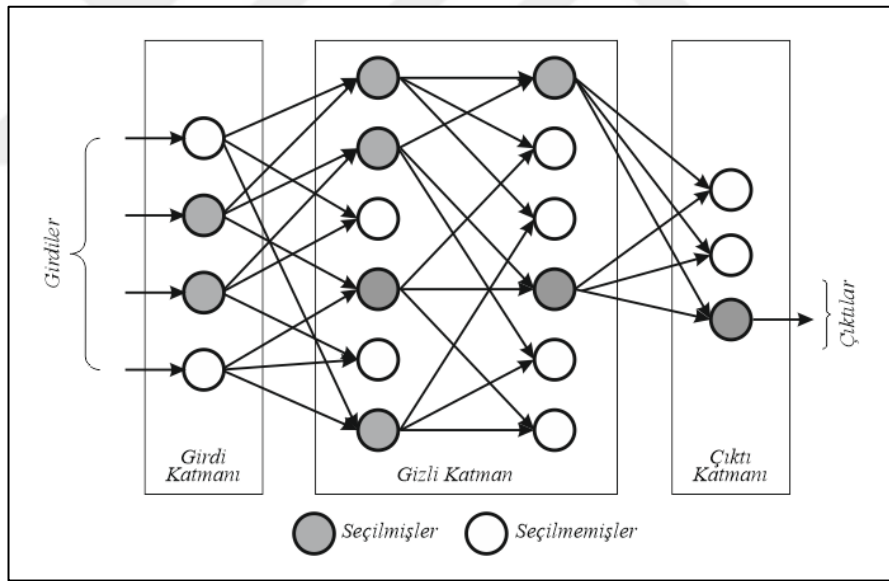 Girdiler
Girdi
Katmanı
Gizli Katman
Çıktı
Katmanı
Çıktılar
Seçilmişler
Seçilmemişler